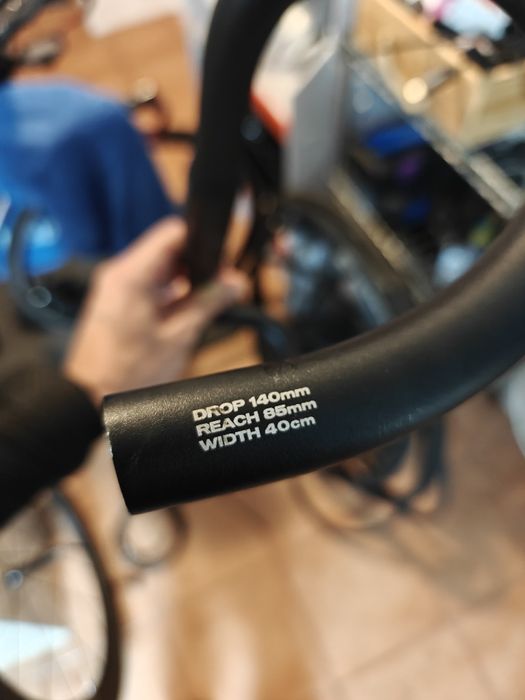 DROP 140mm
REACH 85mm
WIDTH 40cm